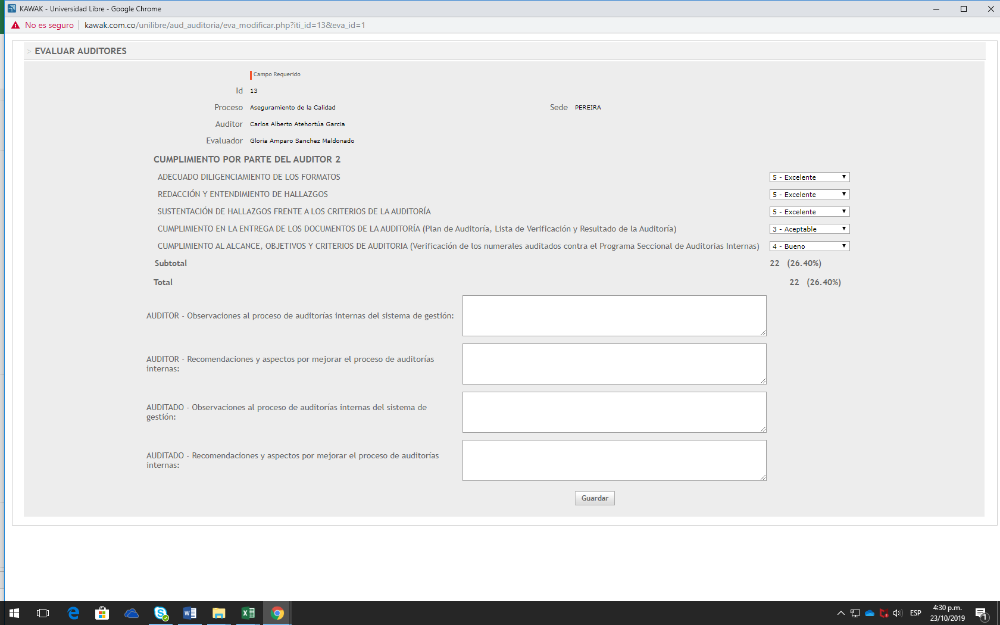 KAWAK - Universidad Libre - Google Chrome
No es seguro | kawak.com.co/unilibre/aud_auditoria/eva_modificar.php?iti_id=13&eva_id=1
> EVALUAR AUDITORES
Campo Requerido
Id 13
Proceso Aseguramiento de la Calidad Sede PEREIRA
Auditor Carlos Alberto Atehortúa Garcia
Evaluador Gloria Amparo Sanchez Maldonado
CUMPLIMIENTO POR PARTE DEL AUDITOR 2
ADECUADO DILIGENCIAMIENTO DE LOS FORMATOS 5 - Excelente
REDACCIÓN Y ENTENDIMIENTO DE HALLAZGOS 5 - Excelente
SUSTENTACIÓN DE HALLAZGOS FRENTE A LOS CRITERIOS DE LA AUDITORÍA 5 - Excelente
CUMPLIMIENTO EN LA ENTREGA DE LOS DOCUMENTOS DE LA AUDITORÍA (Plan de Auditoría, Lista de Verificación y Resultado de la Auditoría) 3 - Aceptable
CUMPLIMIENTO AL ALCANCE, OBJETIVOS Y CRITERIOS DE AUDITORIA (Verificación de los numerales auditados contra el Programa Seccional de Auditorias Internas) 4 - Bueno
Subtotal 22 (26.40%)
Total 22 (26.40%)
AUDITOR - Observaciones al proceso de auditorías internas del sistema de gestión:
AUDITOR - Recomendaciones y aspectos por mejorar el proceso de auditorías
internas:
AUDITADO - Observaciones al proceso de auditorías internas del sistema de
gestión:
AUDITADO - Recomendaciones y aspectos por mejorar el proceso de auditorías
internas:
Guardar
ESP
4:30 p.m.
23/10/2019
1